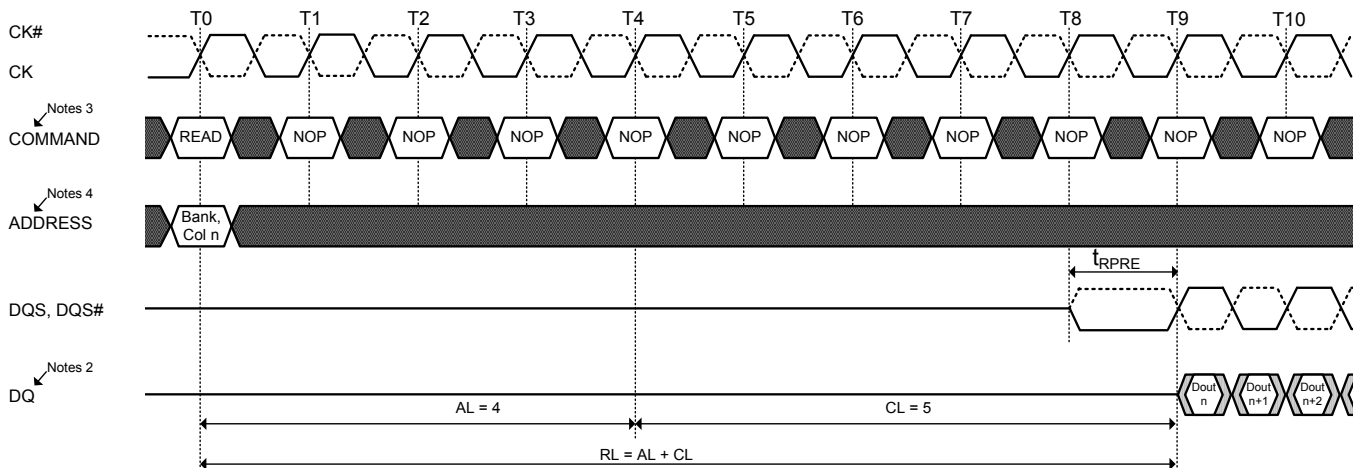 T0 T1 T2 T3 T4 T5 T6 T7 T8 T9 T10
CK#
CK
Notes 3
COMMAND
READ NOP NOP NOP NOP NOP NOP NOP NOP NOP NOP
Notes 4
ADDRESS
Bank,
Col n
tRPRE
DQS, DQS#
Notes 2
DQ
Dout
n
Dout
n+1
Dout
n+2
AL = 4
CL = 5
RL = AL + CL